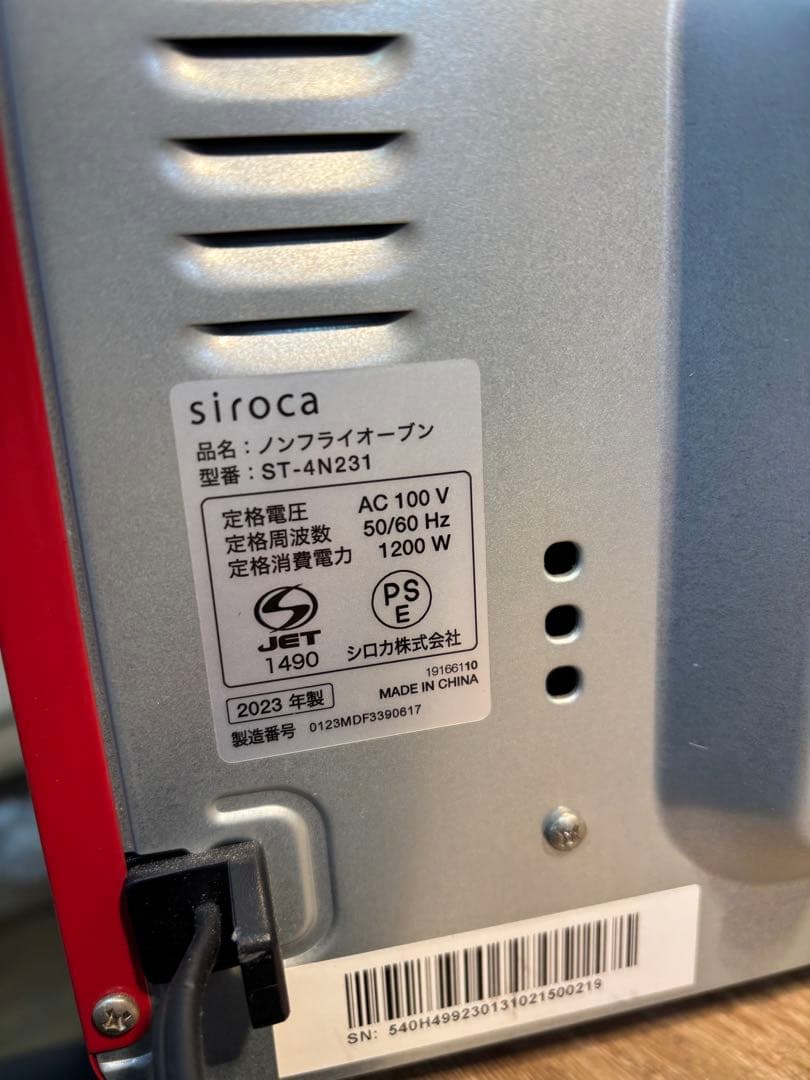 siroca
品名：ノンフライオーブン
型番：ST-4N231
定格電圧 AC 100 V
定格周波数 50/60 Hz
定格消費電力 1200 W
JET
1490
PS
E
シロカ株式会社
19166110
2023 年製
MADE IN CHINA
製造番号 0123MDF3390617
SN: 540H499230131021500219